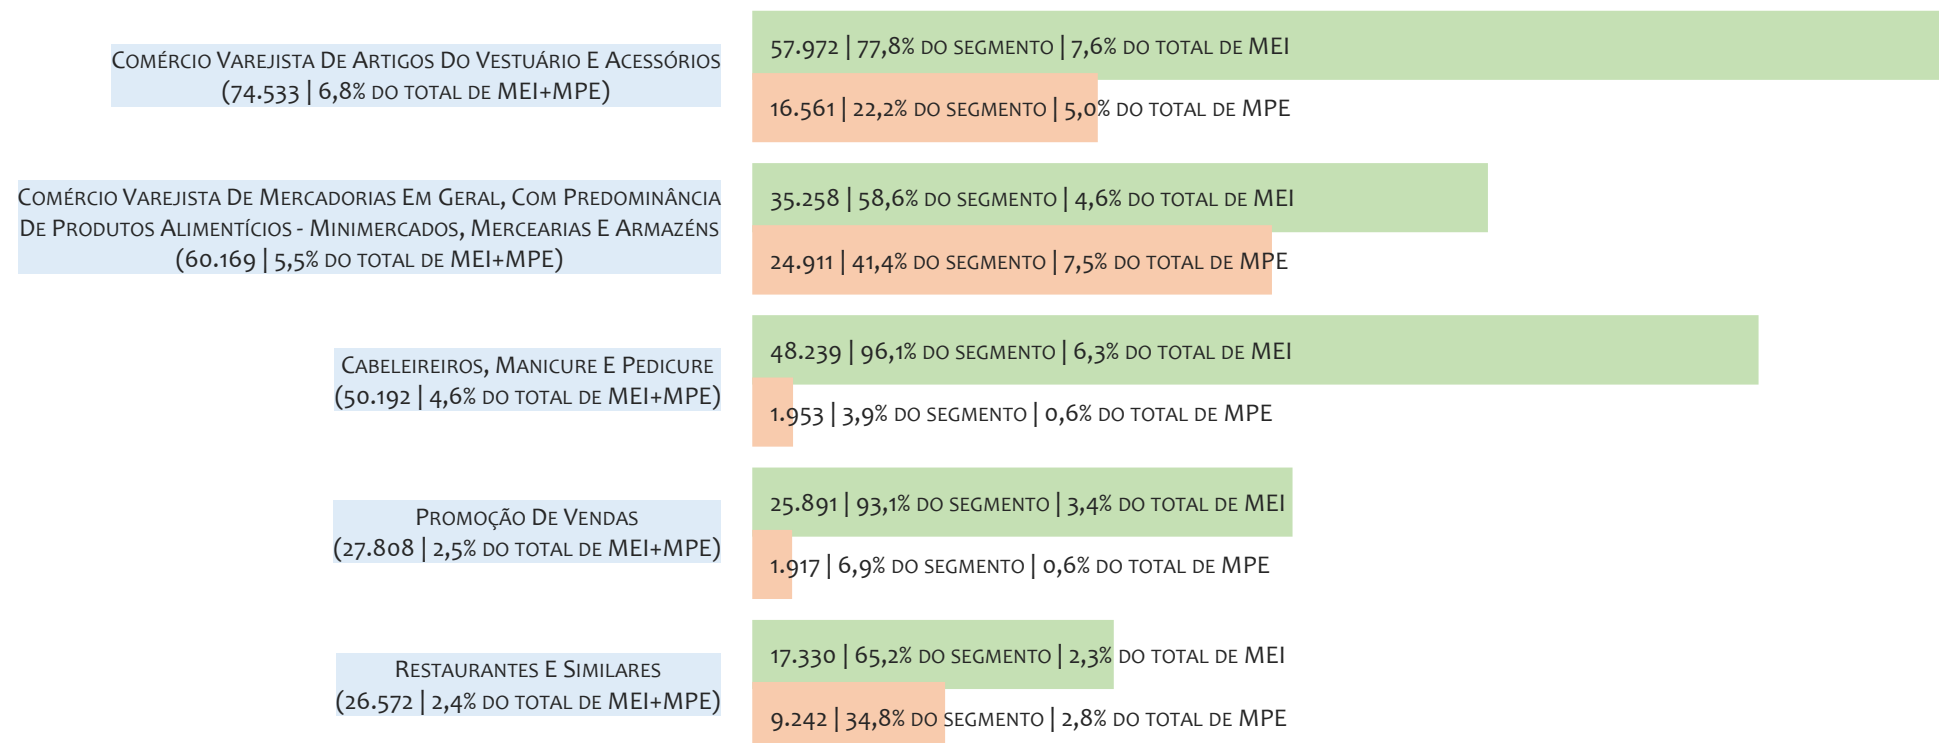 Comércio Varejista De Artigos Do Vestuário E Acessórios
(74.533 | 6,8% do total de MEI+MPE)
57.972 | 77,8% do segmento | 7,6% do total de MEI
16.561 | 22,2% do segmento | 5,0% do total de MPE
Comércio Varejista De Mercadorias Em Geral, Com Predominância
De Produtos Alimentícios - Minimercados, Mercearias E Armazéns
(60.169 | 5,5% do total de MEI+MPE)
35.258 | 58,6% do segmento | 4,6% do total de MEI
24.911 | 41,4% do segmento | 7,5% do total de MPE
Cabeleireiros, Manicure E Pedicure
(50.192 | 4,6% do total de MEI+MPE)
48.239 | 96,1% do segmento | 6,3% do total de MEI
1.953 | 3,9% do segmento | 0,6% do total de MPE
Promoção De Vendas
(27.808 | 2,5% do total de MEI+MPE)
25.891 | 93,1% do segmento | 3,4% do total de MEI
1.917 | 6,9% do segmento | 0,6% do total de MPE
Restaurantes E Similares
(26.572 | 2,4% do total de MEI+MPE)
17.330 | 65,2% do segmento | 2,3% do total de MEI
9.242 | 34,8% do segmento | 2,8% do total de MPE